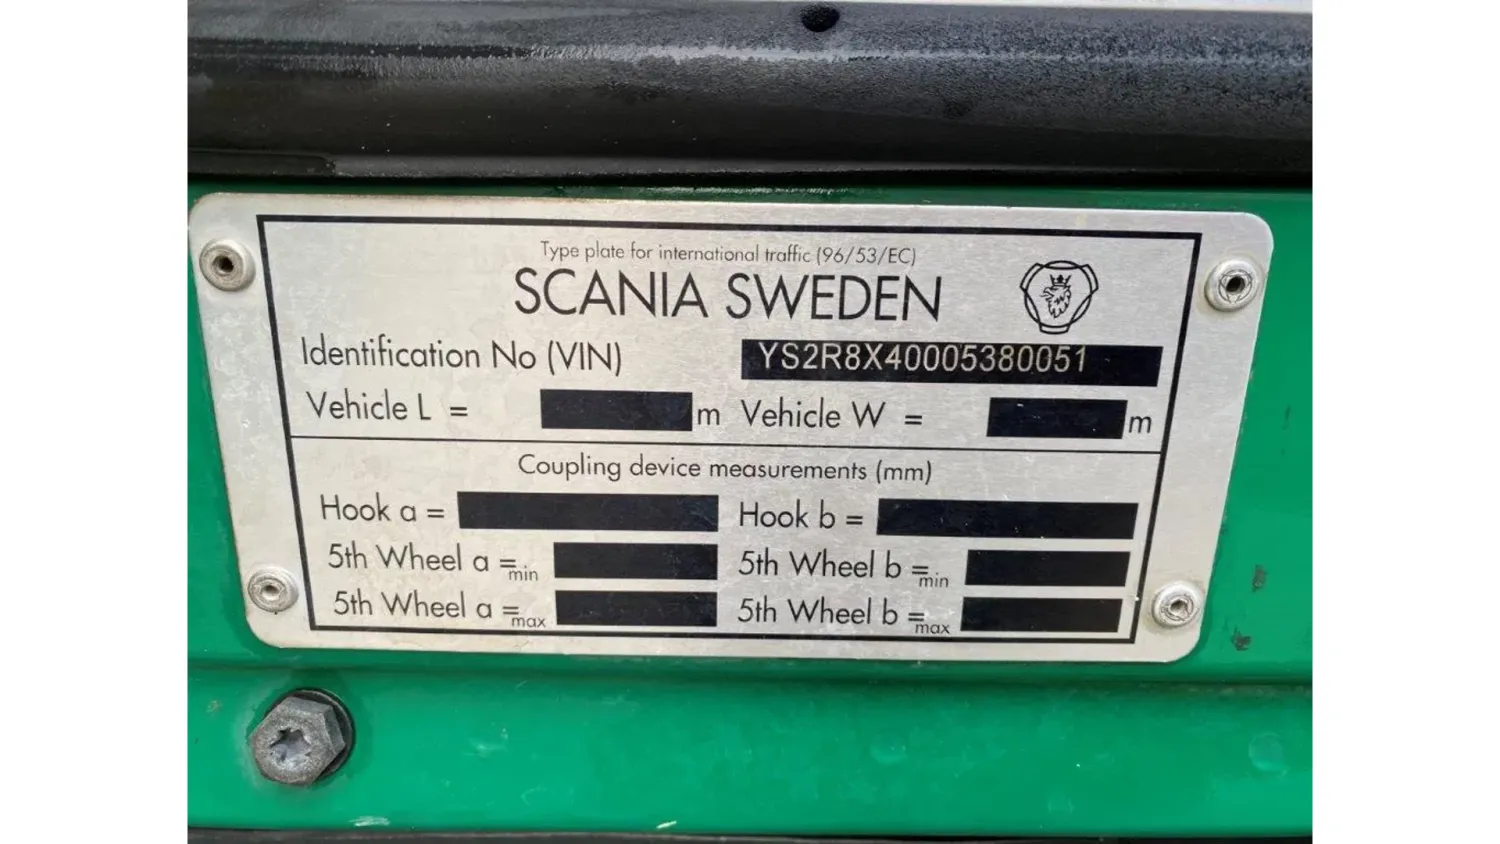 Type plate for international traffic (96/53/EC)
SCANIA SWEDEN
Identification No (VIN) YS2R8X40005380051
Vehicle L = m Vehicle W = m
Coupling device measurements (mm)
Hook a = Hook b =
5th Wheel a = min 5th Wheel b = min
5th Wheel a = max 5th Wheel b = max